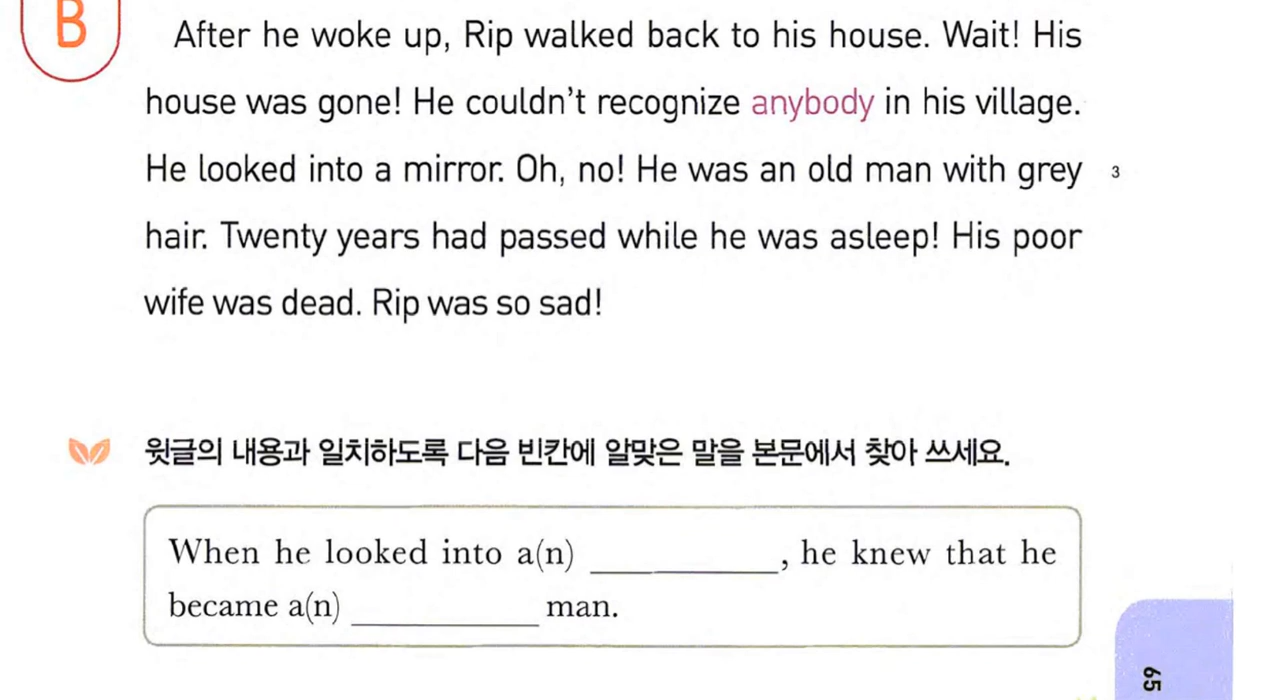 B
After he woke up, Rip walked back to his house. Wait! His
house was gone! He couldn't recognize anybody in his village.
He looked into a mirror. Oh, no! He was an old man with grey 3
hair. Twenty years had passed while he was asleep! His poor
wife was dead. Rip was so sad!
윗글의 내용과 일치하도록 다음 빈칸에 알맞은 말을 본문에서 찾아 쓰세요.
When he looked into a(n) __________, he knew that he
became a(n) __________ man.
65